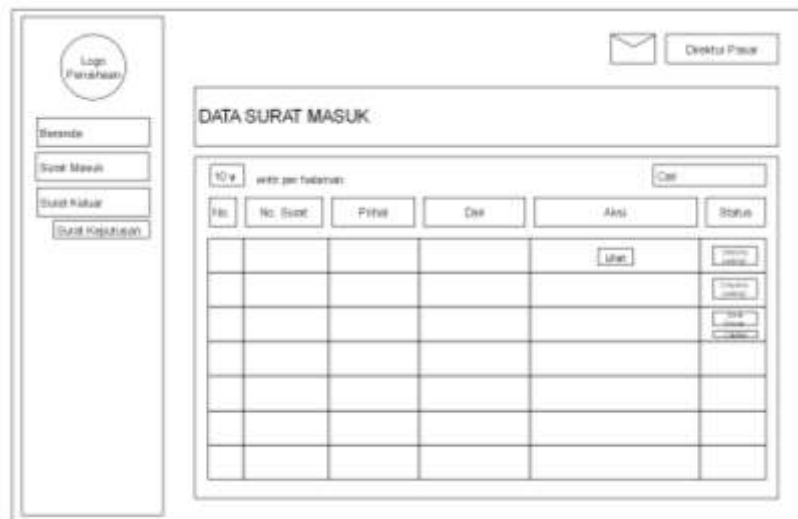 Logo
Perusahaan
Direktur Pasar
DATA SURAT MASUK
Beranda
Surat Masuk
Surat Keluar
Surat Keputusan
10 entri per halaman
Cari
No.
No. Surat
Prihal
Dari
Aksi
Status
Lihat